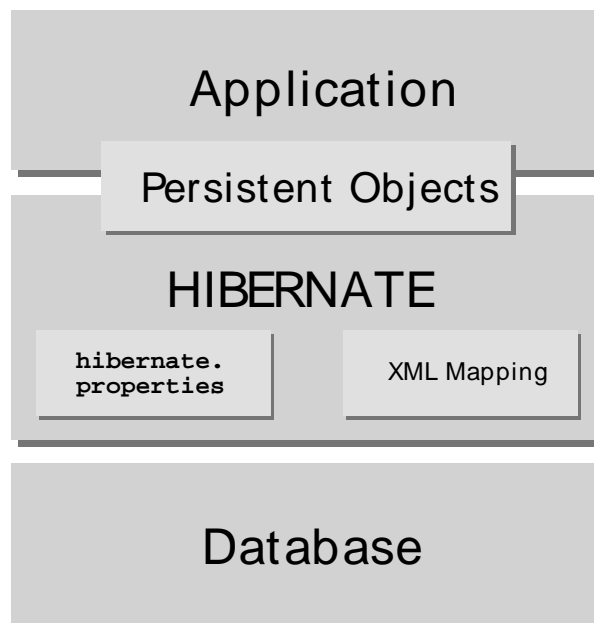 Application
Persistent Objects
HIBERNATE
hibernate.
properties
XML Mapping
Database